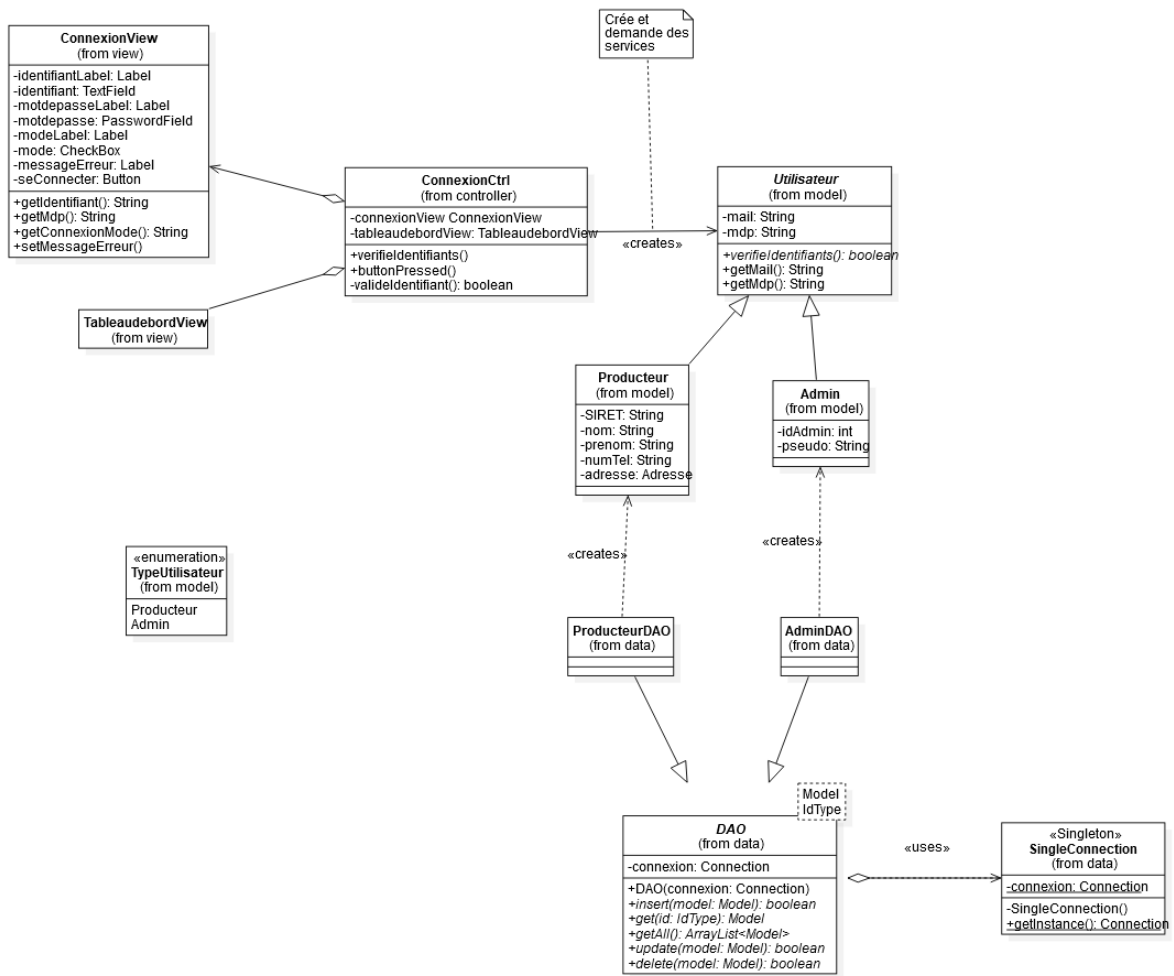 Crée et
demande des
services
ConnexionView
(from view)
-identifiantLabel: Label
-identifiant: TextField
-motdepasseLabel: Label
-motdepasse: PasswordField
-modeLabel: Label
-mode: CheckBox
-messageErreur: Label
-seConnecter: Button
+getIdentifiant(): String
+getMdp(): String
+getConnexionMode(): String
+setMessageErreur()
ConnexionCtrl
(from controller)
-connexionView ConnexionView
-tableaudebordView: TableaudebordView
+verifieIdentifiants()
+buttonPressed()
-valideIdentifiant(): boolean
«creates»
Utilisateur
(from model)
-mail: String
-mdp: String
+verifieIdentifiants(): boolean
+getMail(): String
+getMdp(): String
TableaudebordView
(from view)
Producteur
(from model)
-SIRET: String
-nom: String
-prenom: String
-numTel: String
-adresse: Adresse
Admin
(from model)
-idAdmin: int
-pseudo: String
«creates»
«creates»
«enumeration»
TypeUtilisateur
(from model)
Producteur
Admin
ProducteurDAO
(from data)
AdminDAO
(from data)
Model
IdType
DAO
(from data)
-connexion: Connection
+DAO(connexion: Connection)
+insert(model: Model): boolean
+get(id: IdType): Model
+getAll(): ArrayList<Model>
+update(model: Model): boolean
+delete(model: Model): boolean
«uses»
«Singleton»
SingleConnection
(from data)
-connexion: Connection
-SingleConnection()
+getInstance(): Connection